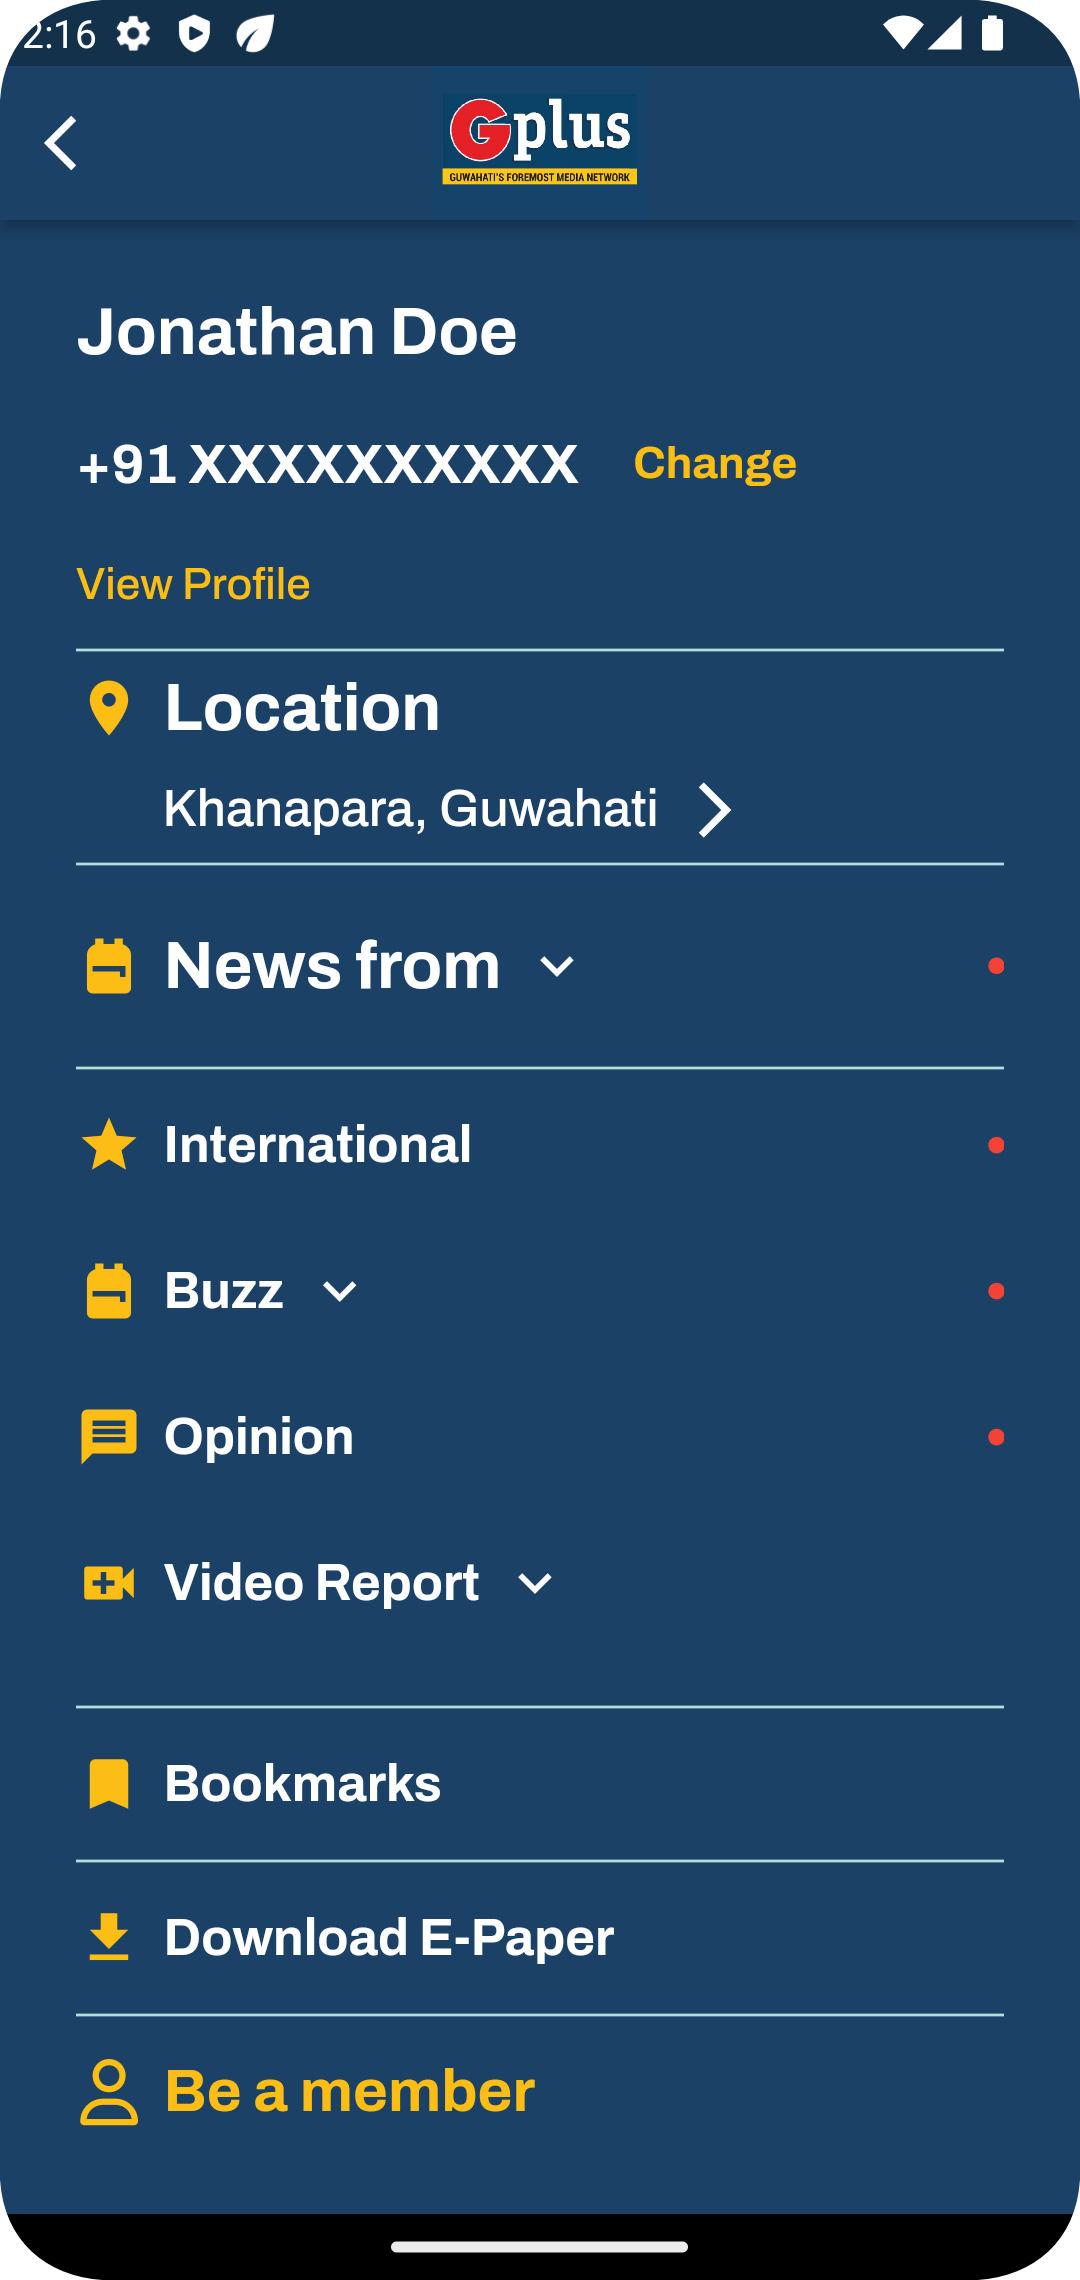 2:16
Gplus
GUWAHATI'S FOREMOST MEDIA NETWORK
Jonathan Doe
+91 XXXXXXXXXX Change
View Profile
Location
Khanapara, Guwahati
News from
International
Buzz
Opinion
Video Report
Bookmarks
Download E-Paper
Be a member